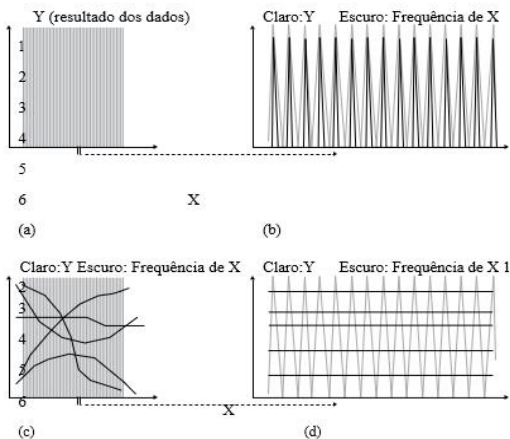 Y (resultado dos dados)
Claro:Y Escuro: Frequência de X
1
2
3
4
5
6
X
(a)
(b)
Claro:Y Escuro: Frequência de X
Claro:Y Escuro: Frequência de X 1
2
3
4
5
6
X
(c)
(d)